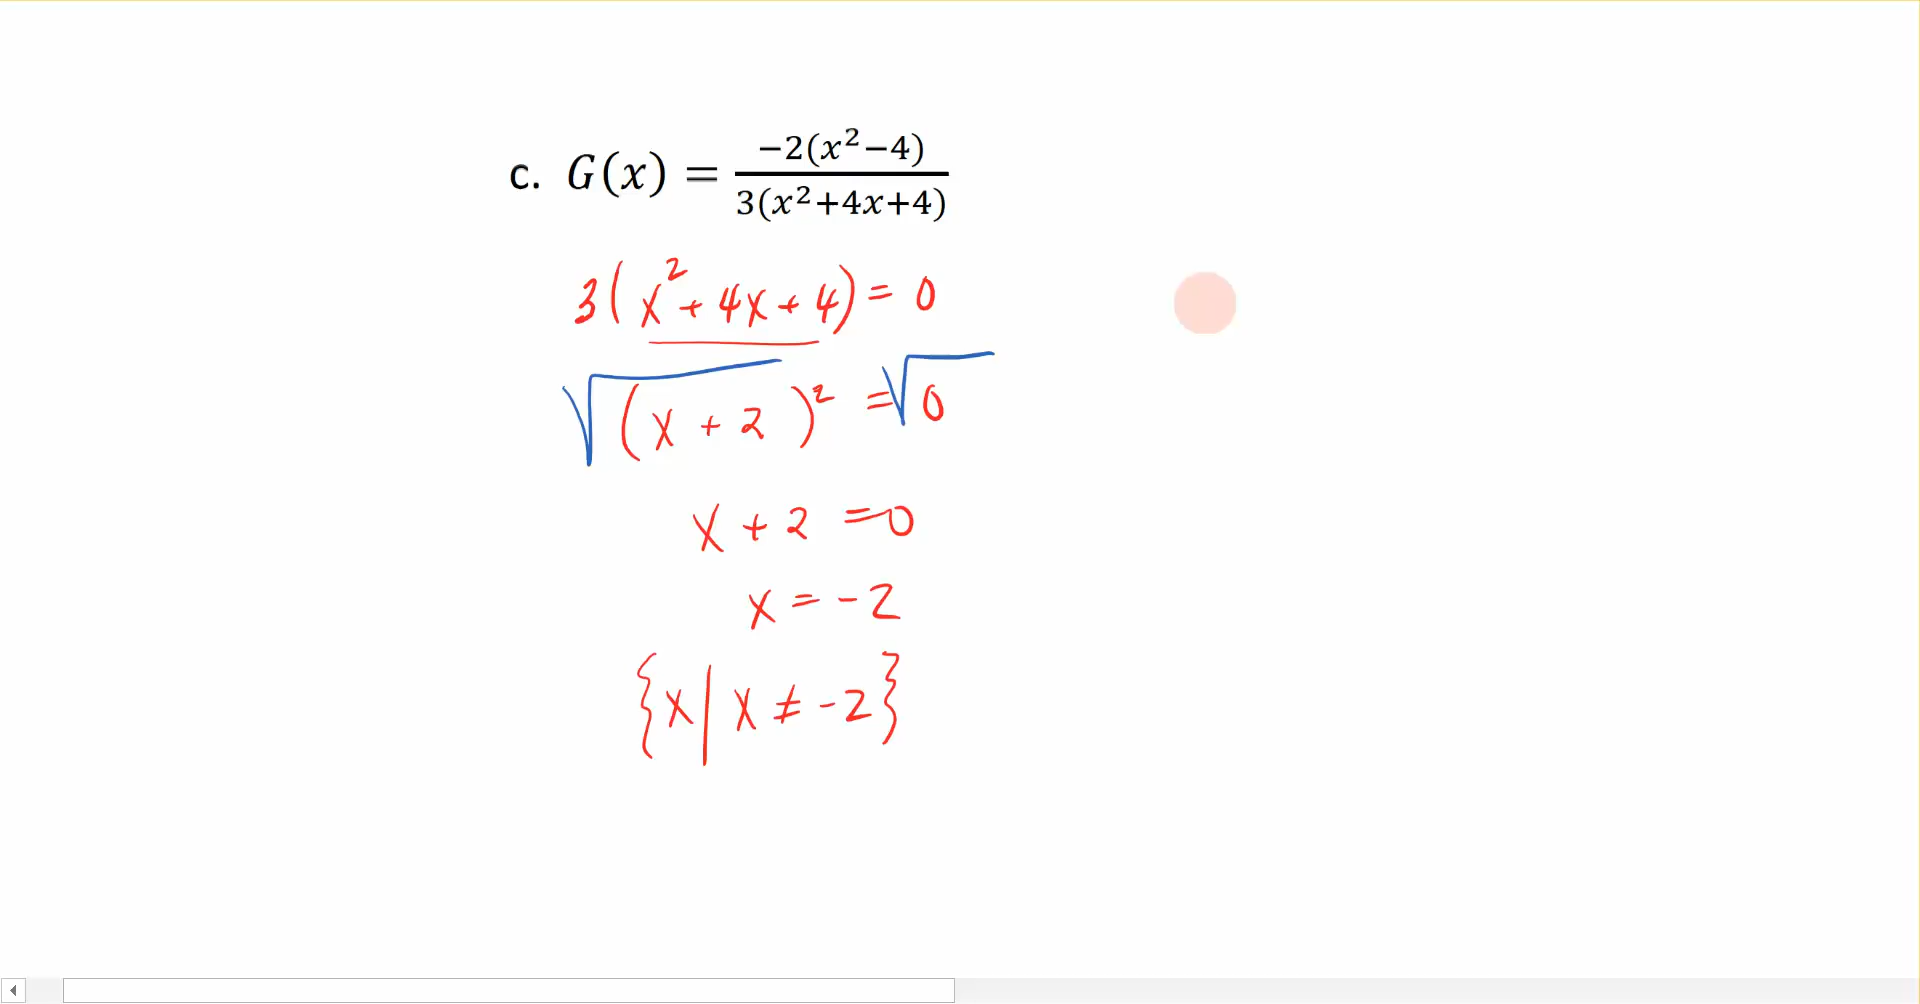 c. G(x) = −2(x²−4) / 3(x²+4x+4)
3(x² + 4x + 4) = 0
√(x + 2)² = √0
x + 2 = 0
x = -2
{x | x ≠ -2}